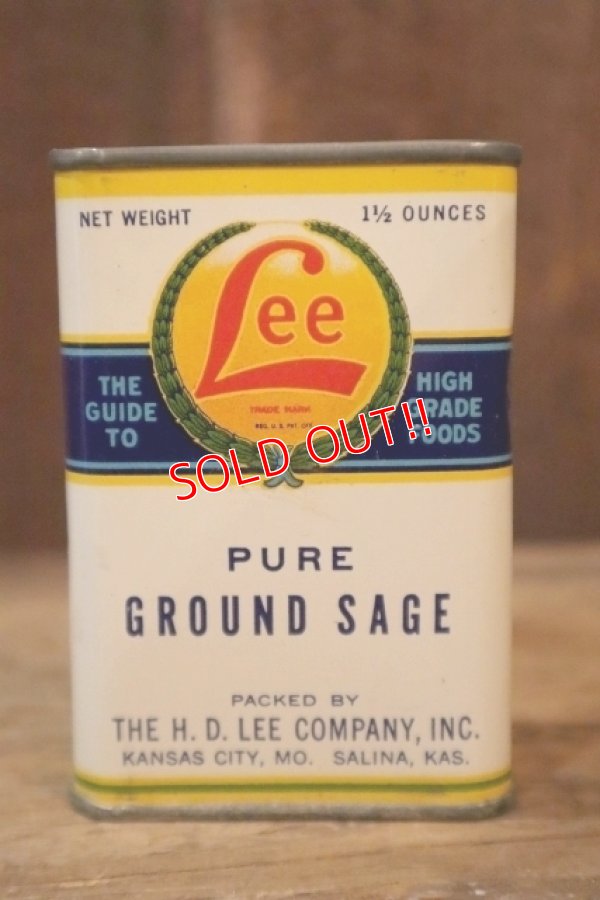 NET WEIGHT 1½ OUNCES
Lee
TRADE MARK
REG. U.S. PAT. OFF.
THE
GUIDE
TO
HIGH
GRADE
FOODS
SOLD OUT!!
PURE
GROUND SAGE
PACKED BY
THE H. D. LEE COMPANY, INC.
KANSAS CITY, MO. SALINA, KAS.